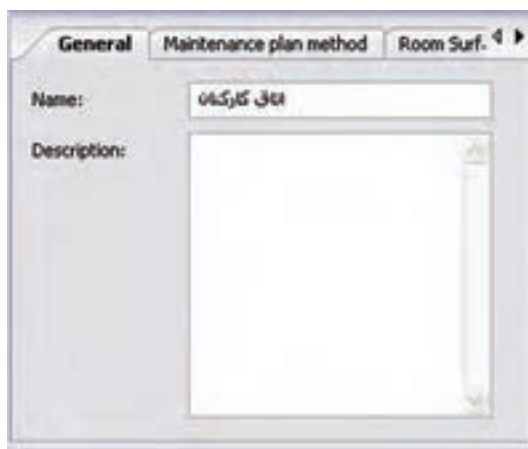 General
Maintenance plan method
Room Surf.
Name:
اتاق کارکنان
Description: